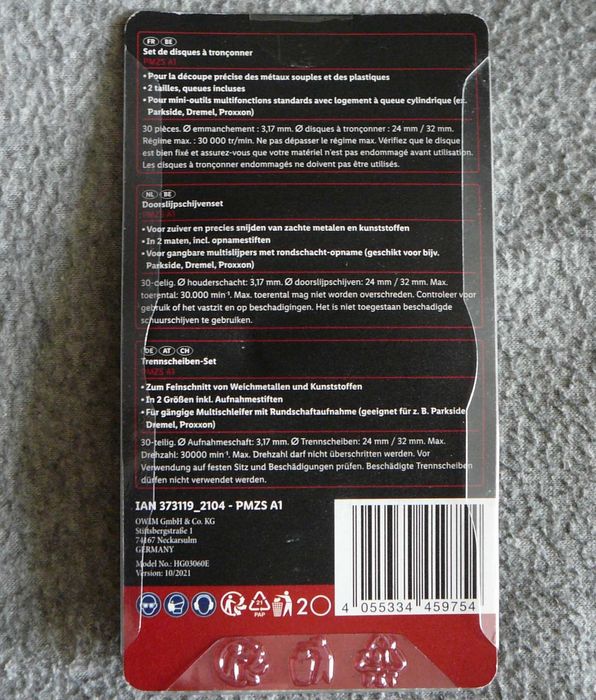 FR BE
Set de disques à tronçonner
PMZS A1
• Pour la découpe précise des métaux souples et des plastiques
• 2 tailles, queues incluses
• Pour mini-outils multifonctions standards avec logement à queue cylindrique (ex.
Parkside, Dremel, Proxxon)
30 pièces. Ø emmanchement : 3,17 mm. Ø disques à tronçonner : 24 mm / 32 mm.
Régime max. : 30 000 tr/min. Ne pas dépasser le régime max. Vérifiez que le disque
est bien fixé et assurez-vous que votre matériel n'est pas endommagé avant utilisation.
Les disques à tronçonner endommagés ne doivent pas être utilisés.
NL BE
Doorslijpschijvenset
PMZS A1
• Voor zuiver en precies snijden van zachte metalen en kunststoffen
• In 2 maten, incl. opnamestiften
• Voor gangbare multislijpers met rondschacht-opname (geschikt voor bijv.
Parkside, Dremel, Proxxon)
30-delig. Ø houderschacht: 3,17 mm. Ø doorslijpschijven: 24 mm / 32 mm. Max.
toerental: 30.000 min⁻¹. Max. toerental mag niet worden overschreden. Controleer voor
gebruik of het vastzit en op beschadigingen. Het is niet toegestaan beschadigde
schuurschijven te gebruiken.
DE AT CH
Trennscheiben-Set
PMZS A1
• Zum Feinschnitt von Weichmetallen und Kunststoffen
• In 2 Größen inkl. Aufnahmestiften
• Für gängige Multischleifer mit Rundschaftaufnahme (geeignet für z. B. Parkside,
Dremel, Proxxon)
30-teilig. Ø Aufnahmeschaft: 3,17 mm. Ø Trennscheiben: 24 mm / 32 mm. Max.
Drehzahl: 30000 min⁻¹. Max. Drehzahl darf nicht überschritten werden. Vor
Verwendung auf festen Sitz und Beschädigungen prüfen. Beschädigte Trennscheiben
dürfen nicht verwendet werden.
IAN 373119_2104 - PMZS A1
OWIM GmbH & Co. KG
Stiftsbergstraße 1
74167 Neckarsulm
GERMANY
Model No.: HG03060E
Version: 10/2021
21
PAP
2
4 055334 459754